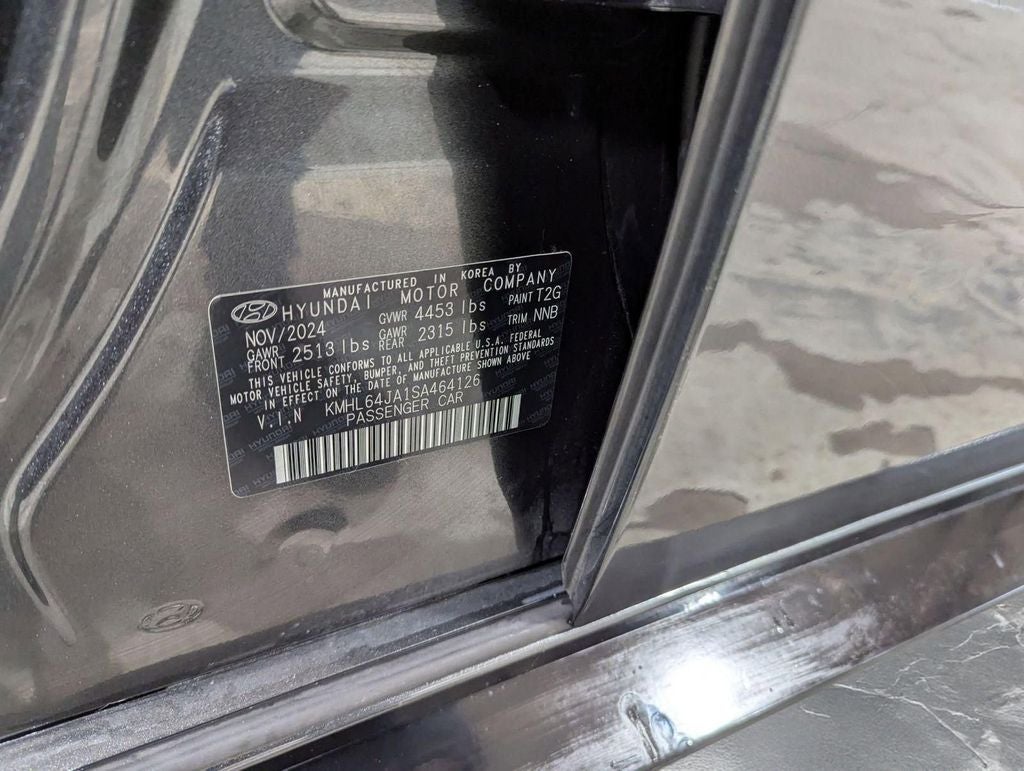 MANUFACTURED IN KOREA BY
HYUNDAI MOTOR COMPANY
NOV/2024 GVWR 4453 lbs PAINT T2G
GAWR FRONT 2513 lbs GAWR REAR 2315 lbs TRIM NNB
THIS VEHICLE CONFORMS TO ALL APPLICABLE U.S.A. FEDERAL
MOTOR VEHICLE SAFETY, BUMPER, AND THEFT PREVENTION STANDARDS
IN EFFECT ON THE DATE OF MANUFACTURE SHOWN ABOVE
V.I.N KMHL64JA1SA464126
PASSENGER CAR